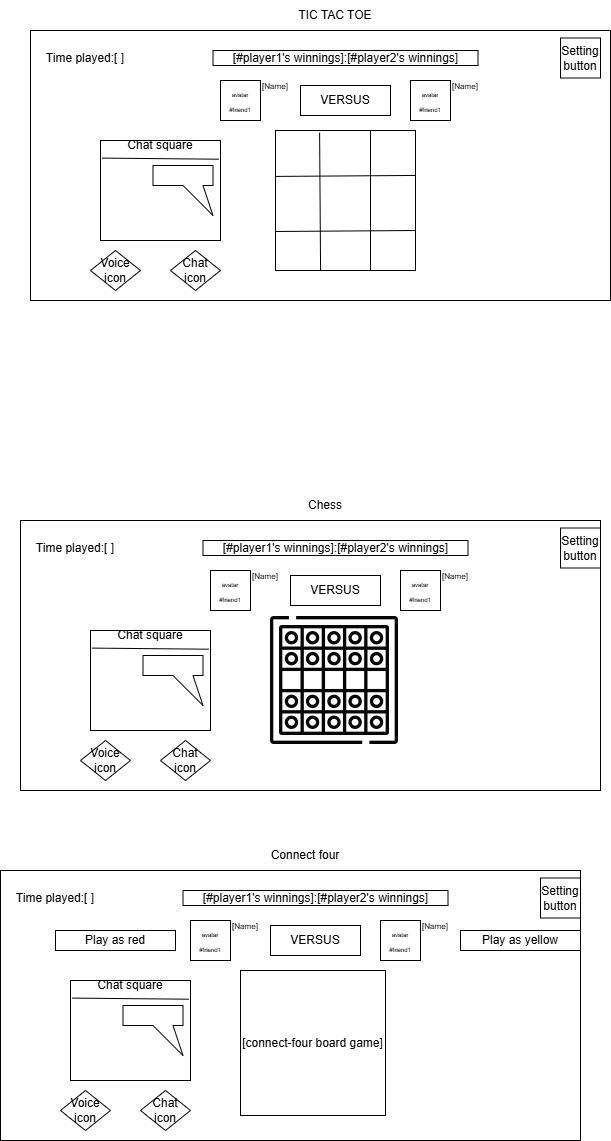 TIC TAC TOE
Time played:[ ]
[#player1's winnings]:[#player2's winnings]
Setting
button
avatar
#friend1
[Name]
VERSUS
avatar
#friend1
[Name]
Chat square
Voice
icon
Chat
icon
Chess
Time played:[ ]
[#player1's winnings]:[#player2's winnings]
Setting
button
avatar
#friend1
[Name]
VERSUS
avatar
#friend1
[Name]
Chat square
Voice
icon
Chat
icon
Connect four
Time played:[ ]
[#player1's winnings]:[#player2's winnings]
Setting
button
Play as red
avatar
#friend1
[Name]
VERSUS
avatar
#friend1
[Name]
Play as yellow
Chat square
[connect-four board game]
Voice
icon
Chat
icon